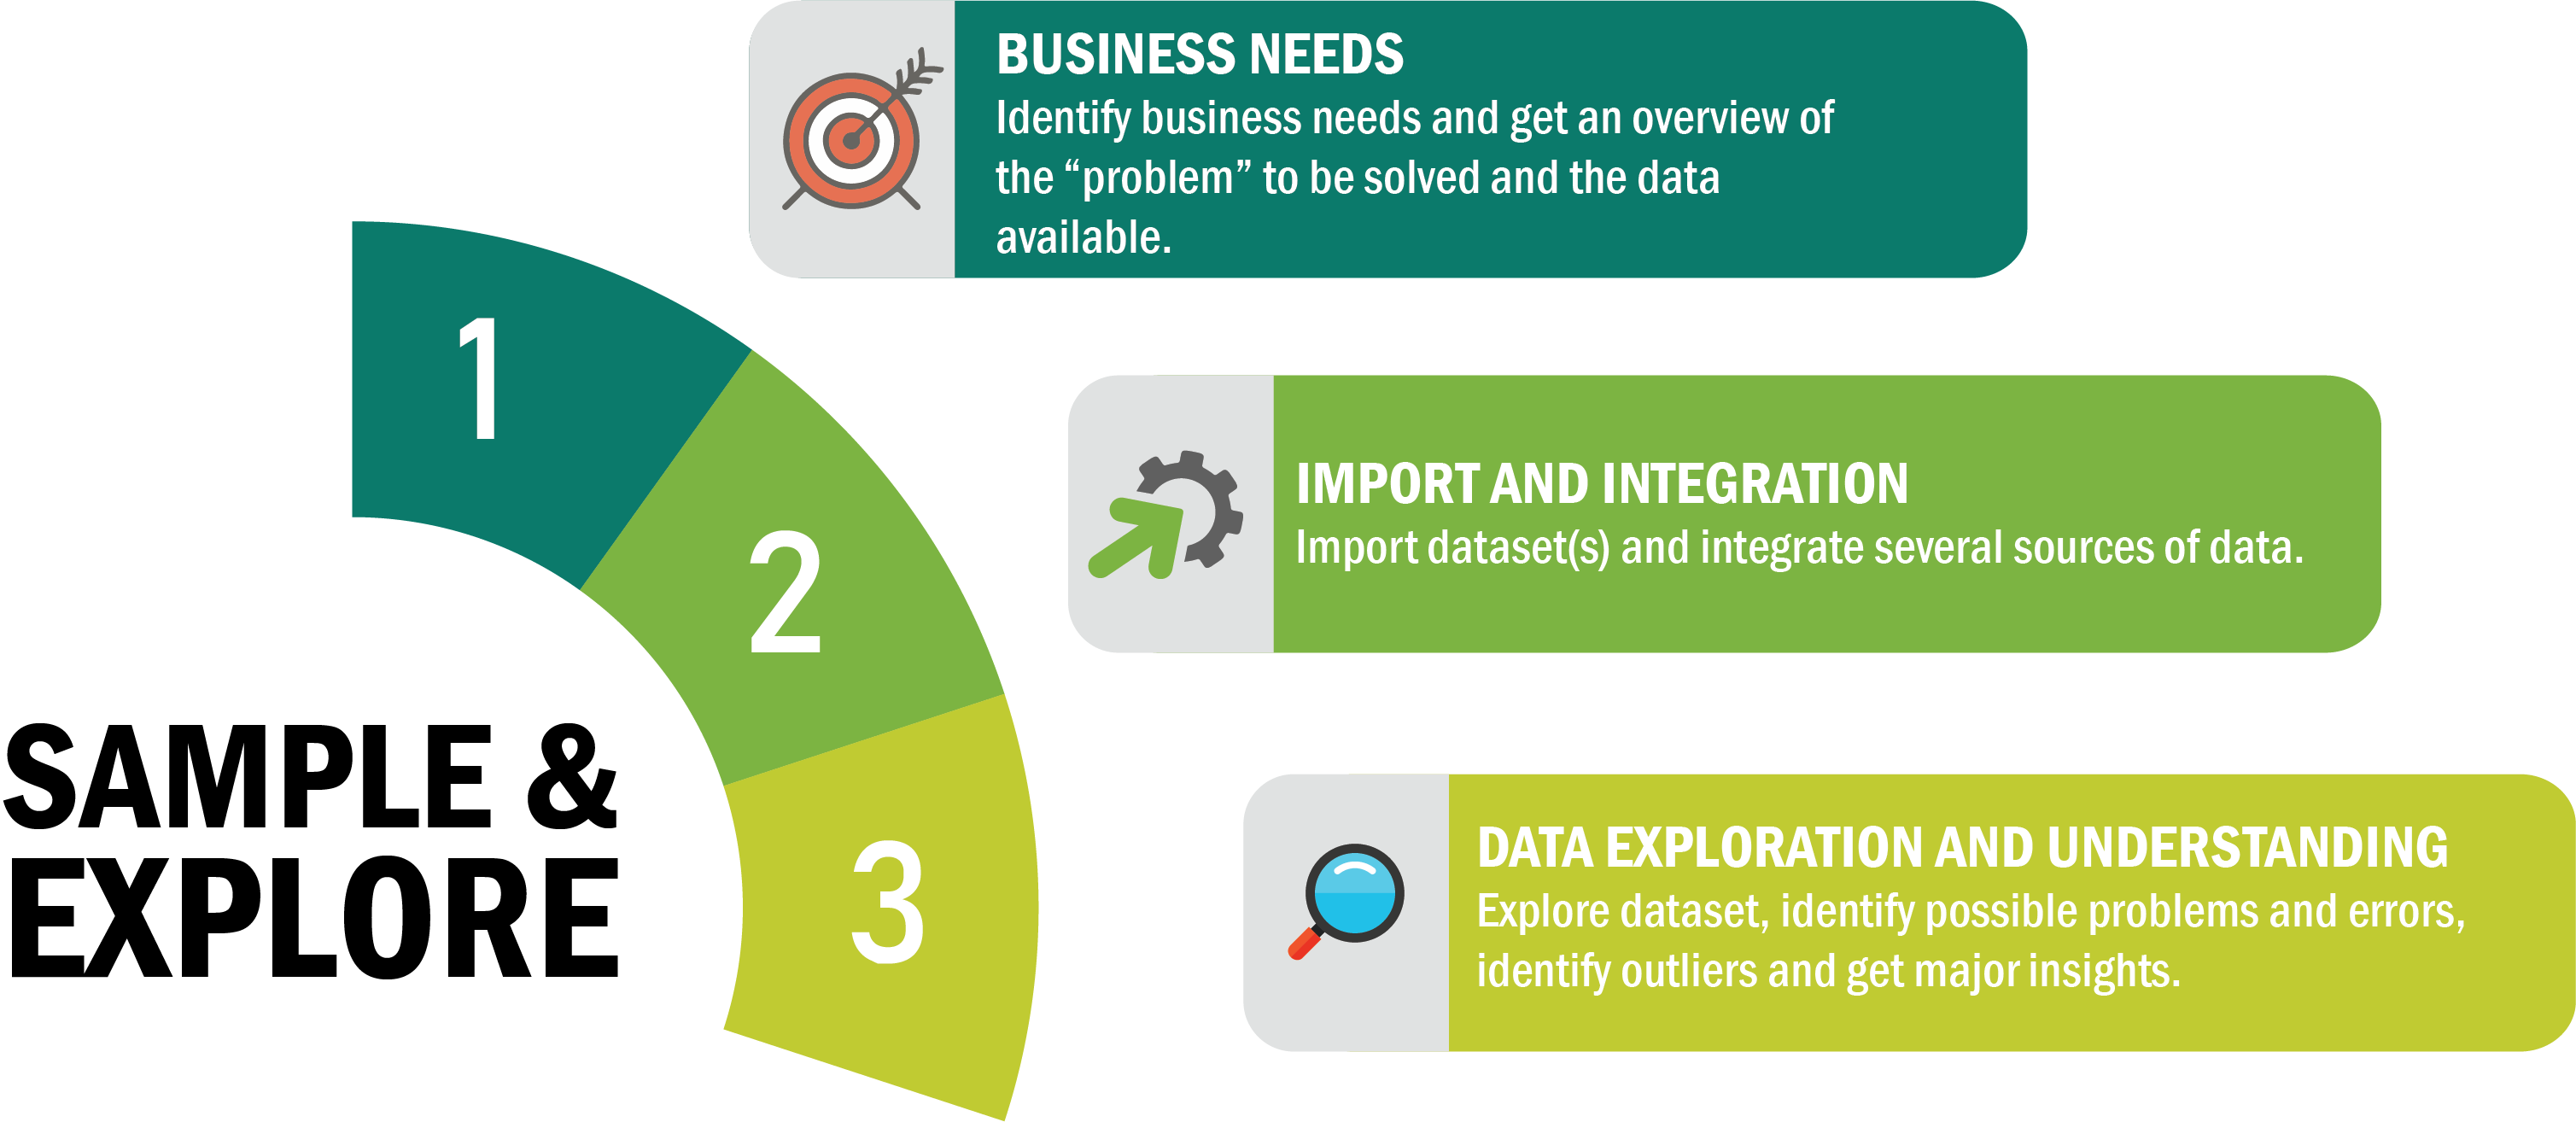 BUSINESS NEEDS
Identify business needs and get an overview of
the “problem” to be solved and the data
available.
1
IMPORT AND INTEGRATION
Import dataset(s) and integrate several sources of data.
2
SAMPLE &
EXPLORE
3
DATA EXPLORATION AND UNDERSTANDING
Explore dataset, identify possible problems and errors,
identify outliers and get major insights.